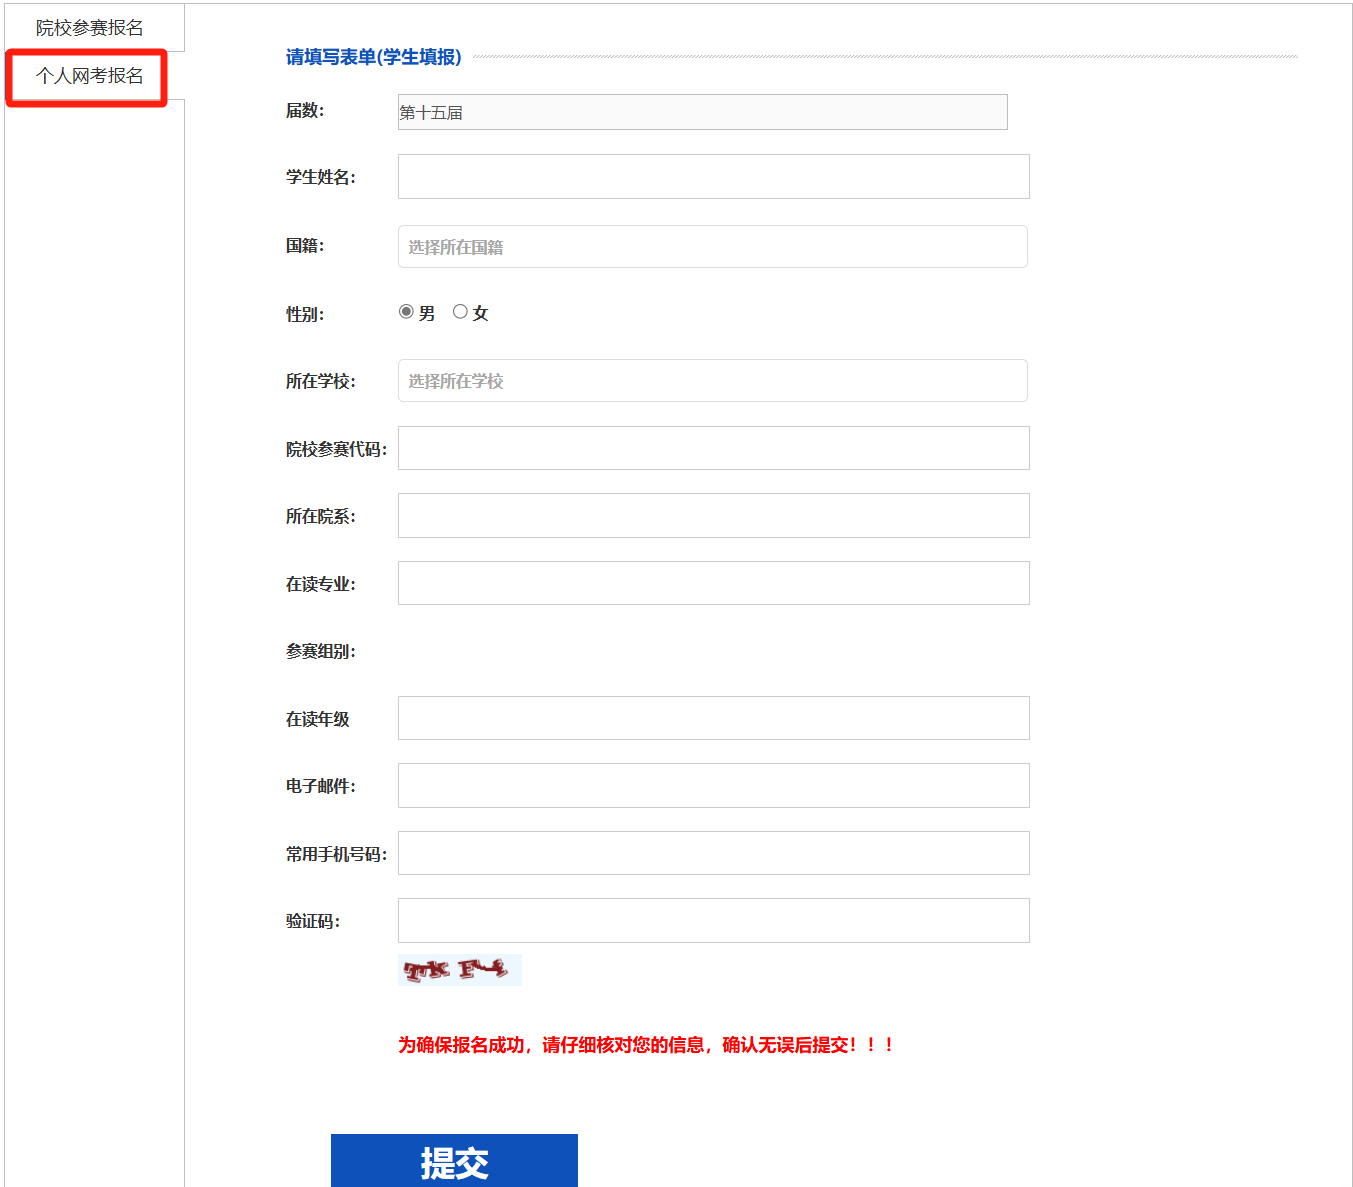 院校参赛报名
个人网考报名
请填写表单(学生填报)
届数：
第十五届
学生姓名：
国籍：
选择所在国籍
性别：
男 女
所在学校：
选择所在学校
院校参赛代码：
所在院系：
在读专业：
参赛组别：
在读年级
电子邮件：
常用手机号码：
验证码：
为确保报名成功，请仔细核对您的信息，确认无误后提交！！！
提交